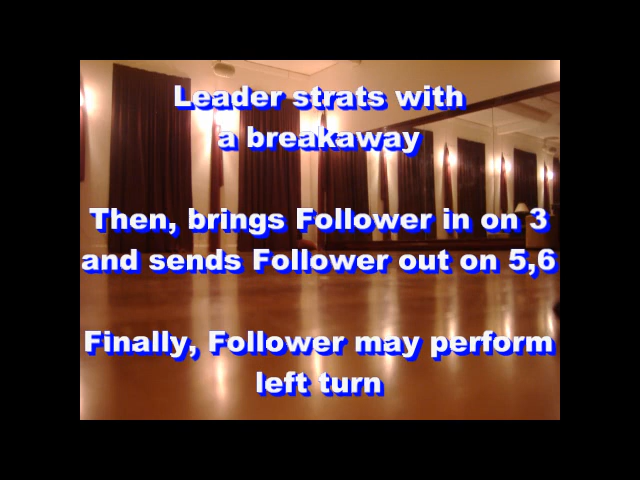 Leader strats with
a breakaway
Then, brings Follower in on 3
and sends Follower out on 5,6
Finally, Follower may perform
left turn